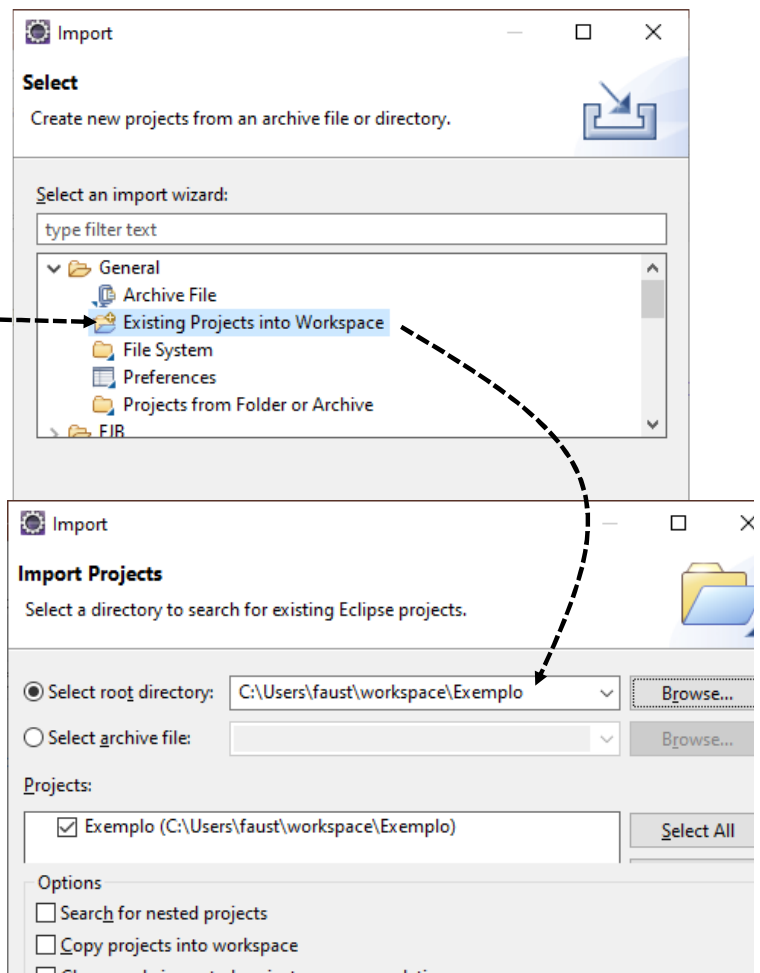 Import
Select
Create new projects from an archive file or directory.
Select an import wizard:
type filter text
General
Archive File
Existing Projects into Workspace
File System
Preferences
Projects from Folder or Archive
EJB
Import
Import Projects
Select a directory to search for existing Eclipse projects.
Select root directory: C:\Users\faust\workspace\Exemplo Browse...
Select archive file: Browse...
Projects:
Exemplo (C:\Users\faust\workspace\Exemplo) Select All
Options
Search for nested projects
Copy projects into workspace